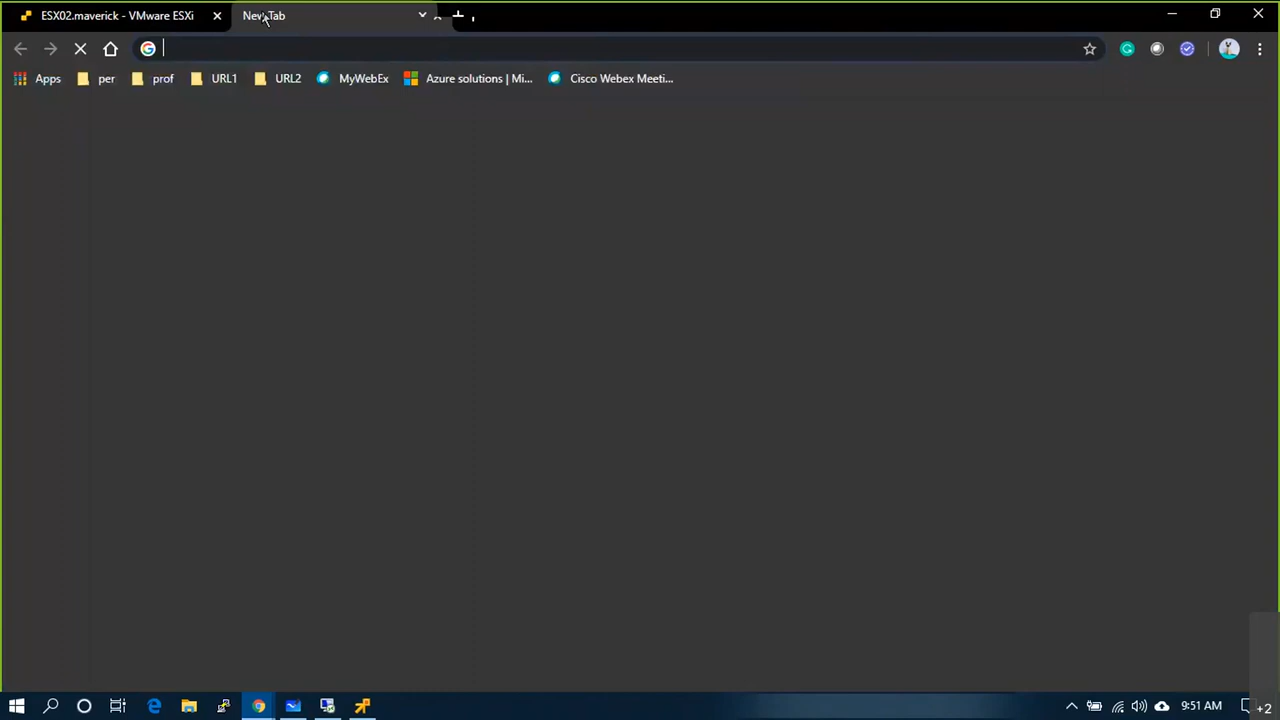 ESX02.maverick - VMware ESXi
New Tab
Apps per prof URL1 URL2 MyWebEx Azure solutions | Mi... Cisco Webex Meeti...
9:51 AM
+2